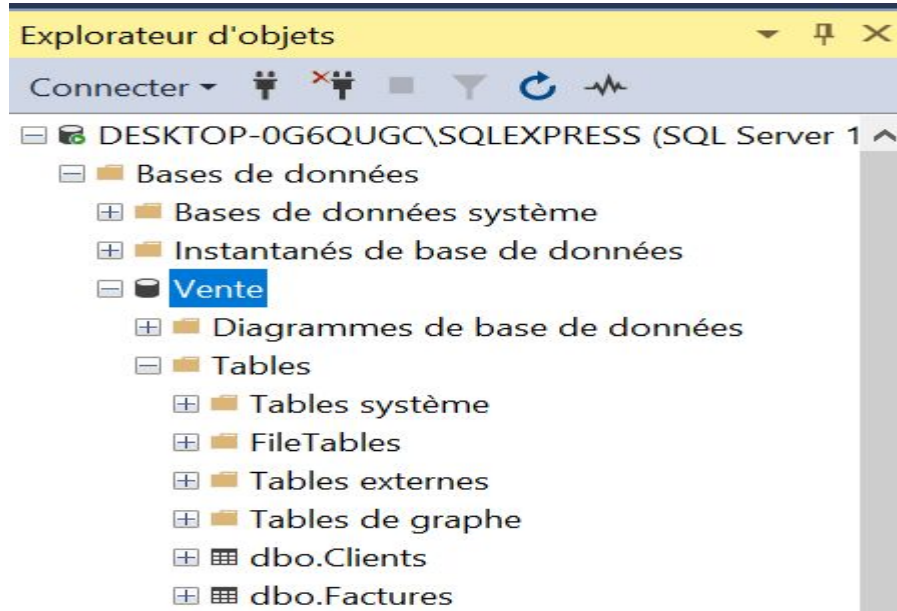 Explorateur d'objets
Connecter
DESKTOP-0G6QUGC\SQLEXPRESS (SQL Server 1
Bases de données
Bases de données système
Instantanés de base de données
Vente
Diagrammes de base de données
Tables
Tables système
FileTables
Tables externes
Tables de graphe
dbo.Clients
dbo.Factures